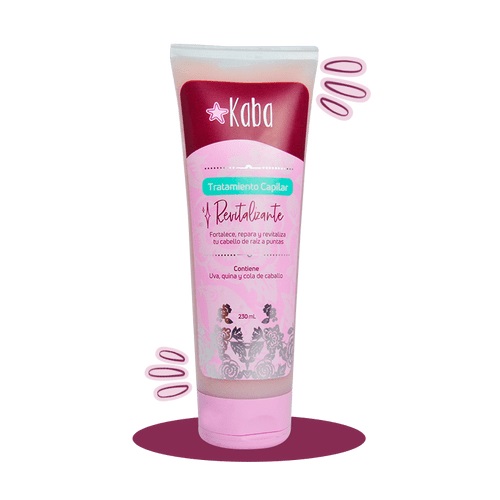 Kaba
Tratamiento Capilar
Revitalizante
Fortalece, repara y revitaliza
tu cabello de raíz a puntas
Contiene
Uva, quina y cola de caballo
230 mL